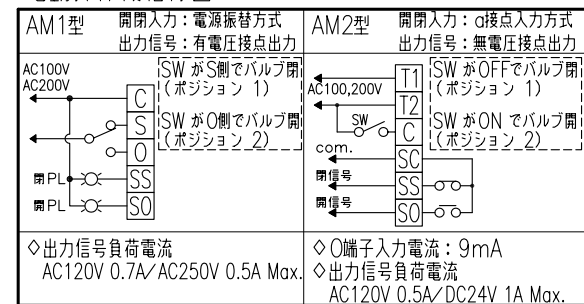 AM1型
開閉入力：電源振替方式
出力信号：有電圧接点出力
AC100V
AC200V
SW がS側でバルブ閉
(ポジション 1)
SW がO側でバルブ開
(ポジション 2)
C
S
O
閉PL
SS
開PL
SO
◇出力信号負荷電流
AC120V 0.7A/AC250V 0.5A Max.
AM2型
開閉入力：a接点入力方式
出力信号：無電圧接点出力
AC100,200V
SW
com.
閉信号
開信号
T1
T2
C
SC
SS
SO
SW がOFFでバルブ閉
(ポジション 1)
SW がON でバルブ開
(ポジション 2)
◇O端子入力電流：9mA
◇出力信号負荷電流
AC120V 0.5A/DC24V 1A Max.